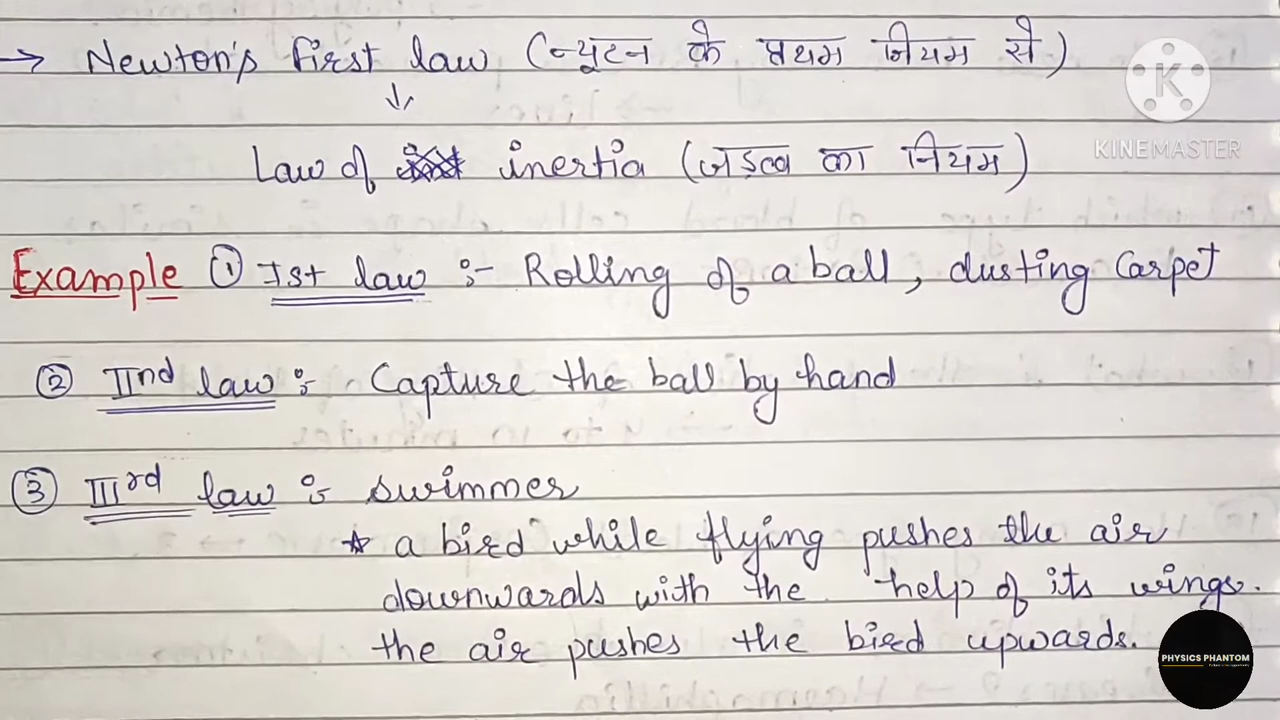 → Newton's first law (न्यूटन के प्रथम नियम से)
Law of inertia (जड़त्व का नियम)
KINEMASTER
Example ① Ist law :- Rolling of a ball, dusting Carpet
② IInd law :- Capture the ball by hand
③ IIIrd law :- swimmer
* a bird while flying pushes the air
downwards with the help of its wings.
the air pushes the bird upwards.
PHYSICS PHANTOM